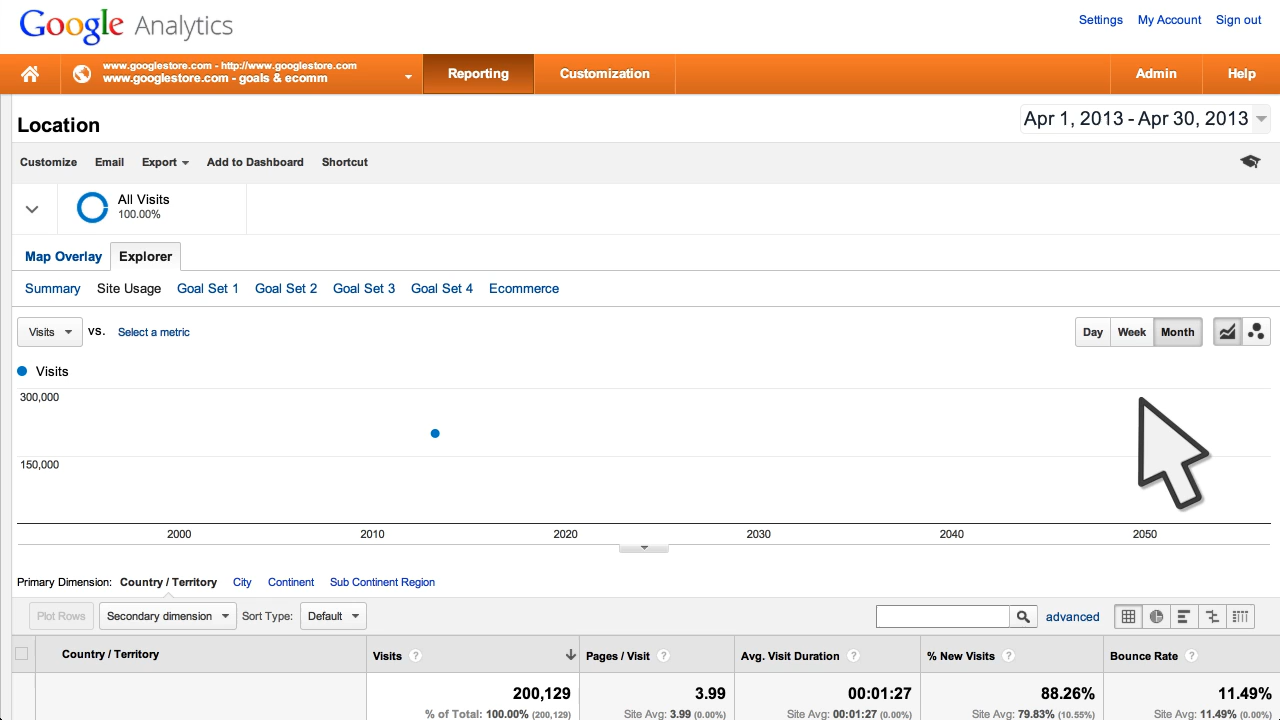 Google Analytics
Settings My Account Sign out
www.googlestore.com - http://www.googlestore.com
www.googlestore.com - goals & ecomm
Reporting Customization Admin Help
Location
Apr 1, 2013 - Apr 30, 2013
Customize Email Export Add to Dashboard Shortcut
All Visits
100.00%
Map Overlay Explorer
Summary Site Usage Goal Set 1 Goal Set 2 Goal Set 3 Goal Set 4 Ecommerce
Visits VS. Select a metric Day Week Month
Visits
300,000
150,000
2000 2010 2020 2030 2040 2050
Primary Dimension: Country / Territory City Continent Sub Continent Region
Plot Rows Secondary dimension Sort Type: Default advanced
Country / Territory Visits ? Pages / Visit ? Avg. Visit Duration ? % New Visits ? Bounce Rate ?
200,129 3.99 00:01:27 88.26% 11.49%
% of Total: 100.00% (200,129) Site Avg: 3.99 (0.00%) Site Avg: 00:01:27 (0.00%) Site Avg: 79.83% (10.55%) Site Avg: 11.49% (0.00%)